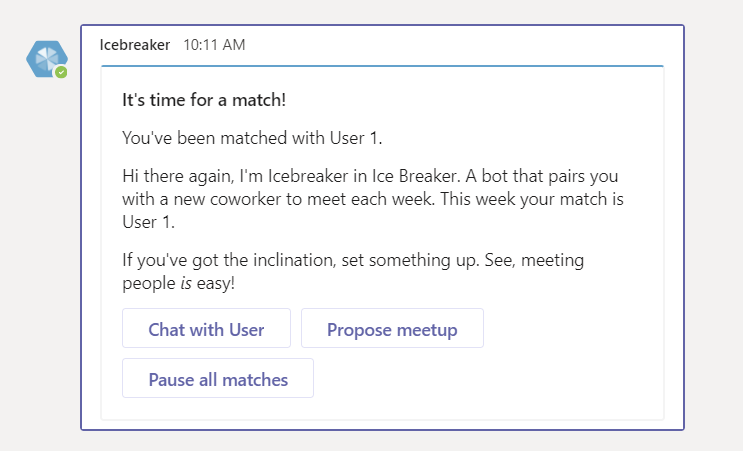 Icebreaker 10:11 AM
It's time for a match!
You've been matched with User 1.
Hi there again, I'm Icebreaker in Ice Breaker. A bot that pairs you
with a new coworker to meet each week. This week your match is
User 1.
If you've got the inclination, set something up. See, meeting
people is easy!
Chat with User
Propose meetup
Pause all matches